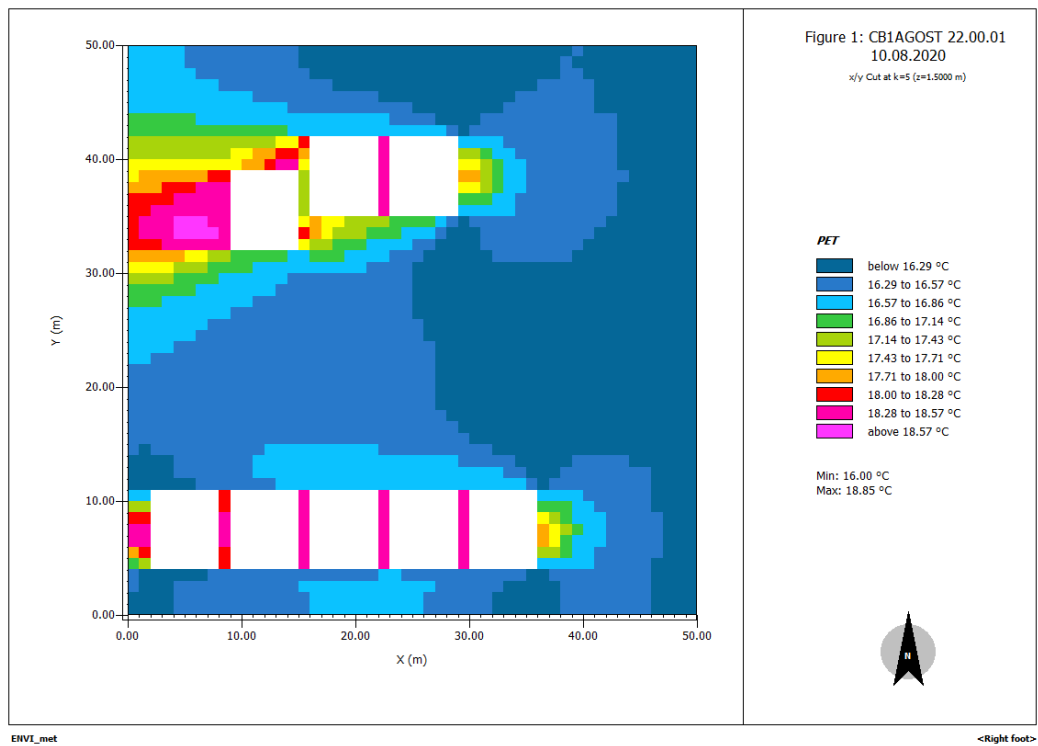 Figure 1: CB1AGOST 22.00.01
10.08.2020
x/y Cut at k=5 (z=1.5000 m)
50.00
40.00
30.00
20.00
10.00
0.00
Y (m)
0.00 10.00 20.00 30.00 40.00 50.00
X (m)
PET
below 16.29 °C
16.29 to 16.57 °C
16.57 to 16.86 °C
16.86 to 17.14 °C
17.14 to 17.43 °C
17.43 to 17.71 °C
17.71 to 18.00 °C
18.00 to 18.28 °C
18.28 to 18.57 °C
above 18.57 °C
Min: 16.00 °C
Max: 18.85 °C
N
ENVI_met
<Right foot>